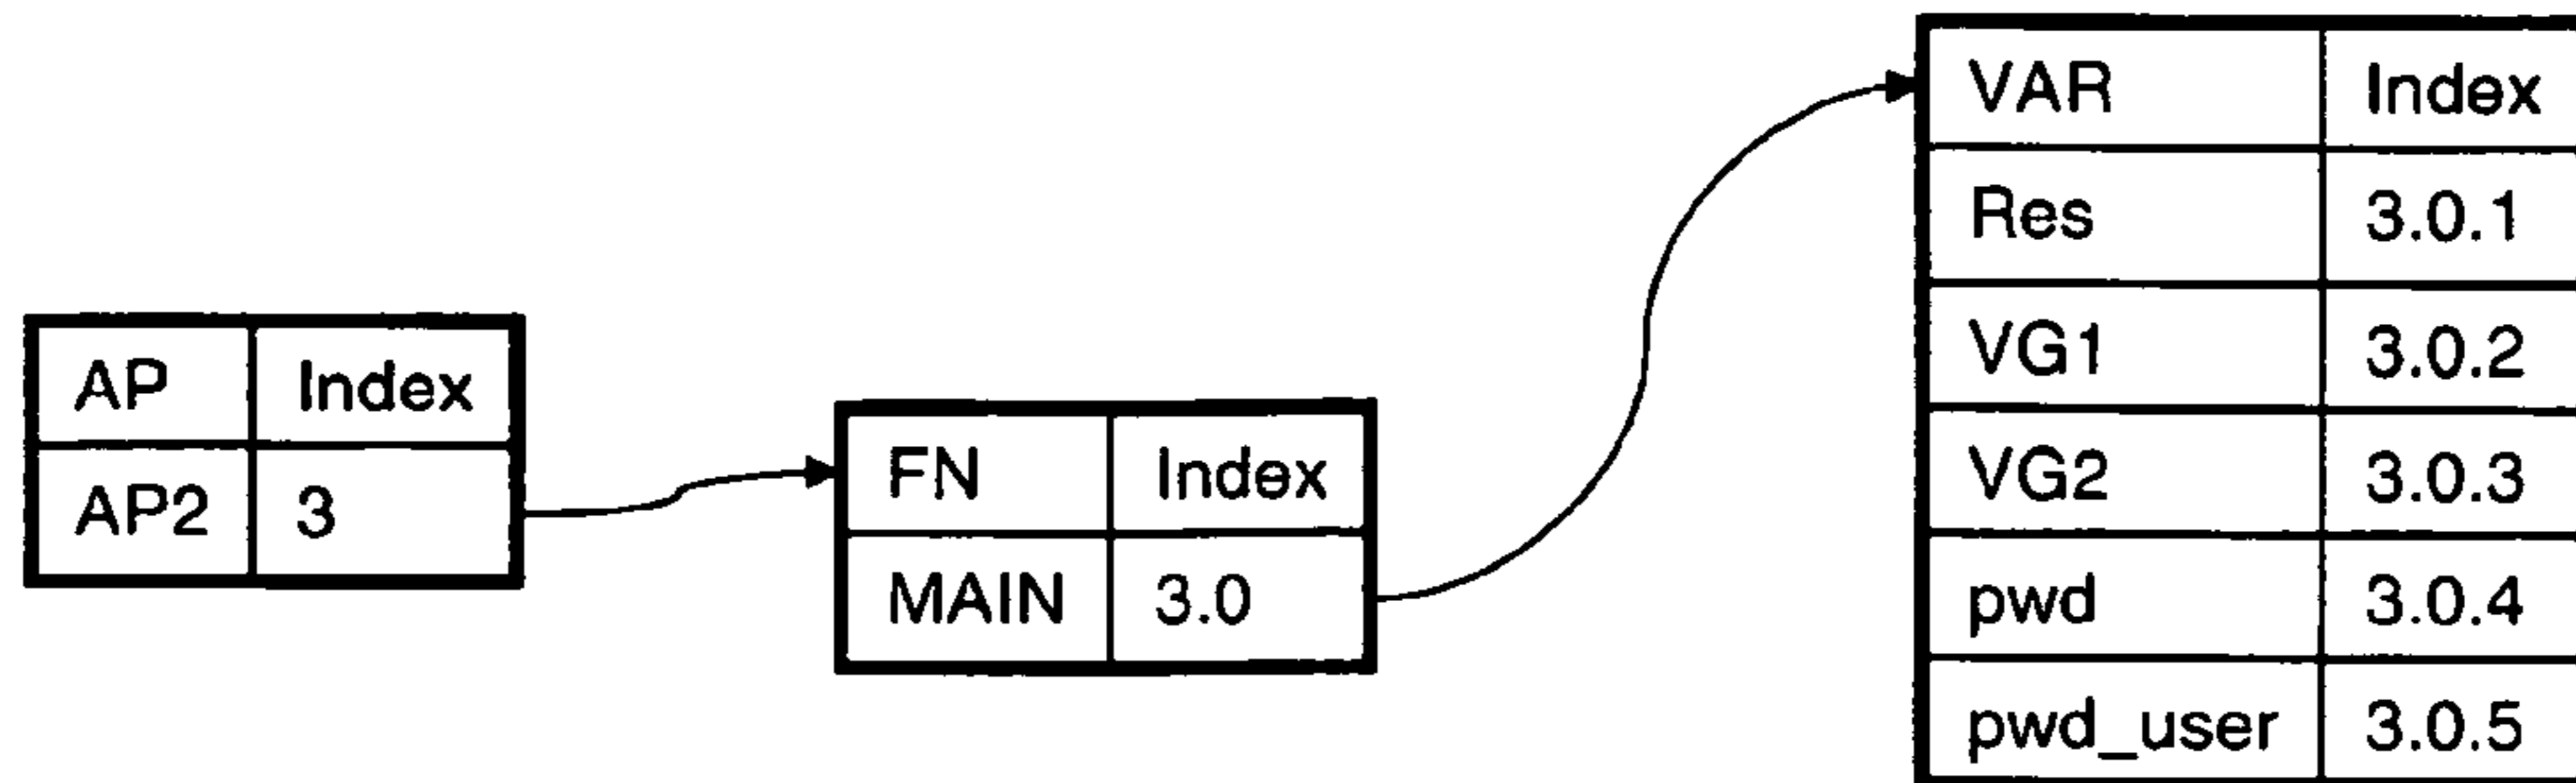 AP Index
AP2 3
FN Index
MAIN 3.0
VAR Index
Res 3.0.1
VG1 3.0.2
VG2 3.0.3
pwd 3.0.4
pwd_user 3.0.5